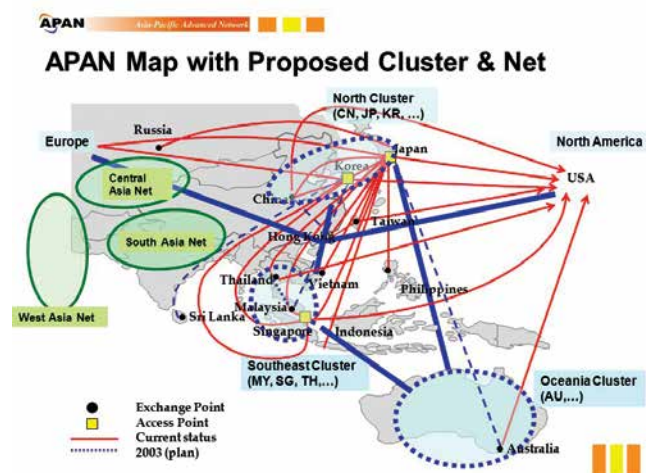 APAN
Asia-Pacific Advanced Network
APAN Map with Proposed Cluster & Net
North Cluster
(CN, JP, KR, ...)
Europe
Russia
North America
Japan
Korea
USA
Central
Asia Net
China
Taiwan
South Asia Net
Hong Kong
Thailand
Vietnam
Philippines
West Asia Net
Sri Lanka
Malaysia
Singapore
Indonesia
Southeast Cluster
(MY, SG, TH,...)
Oceania Cluster
(AU,...)
Exchange Point
Access Point
Current status
2003 (plan)
Australia